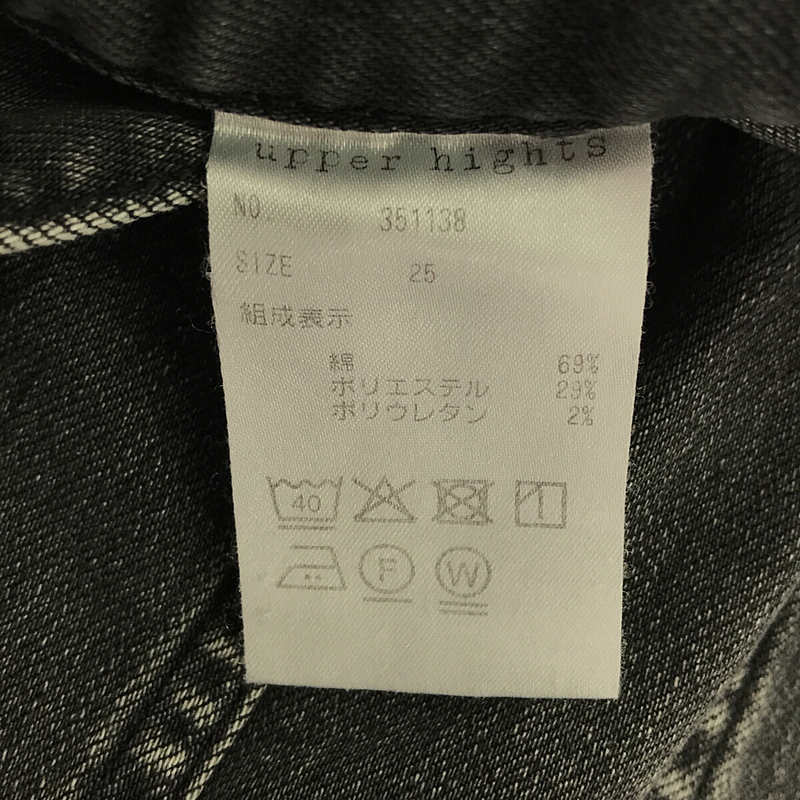 upper hights
NO. 351138
SIZE 25
組成表示
綿 69%
ポリエステル 29%
ポリウレタン 2%
40
F W